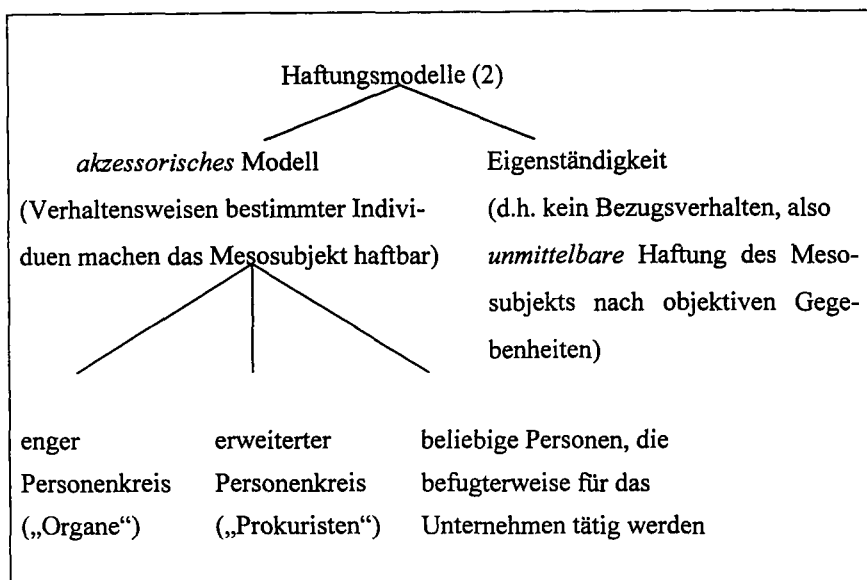 Haftungsmodelle (2)
akzessorisches Modell
(Verhaltensweisen bestimmter Indivi-
duen machen das Mesosubjekt haftbar)
Eigenständigkeit
(d.h. kein Bezugsverhalten, also
unmittelbare Haftung des Meso-
subjekts nach objektiven Gege-
benheiten)
enger
Personenkreis
(„Organe“)
erweiterter
Personenkreis
(„Prokuristen“)
beliebige Personen, die
befugterweise für das
Unternehmen tätig werden